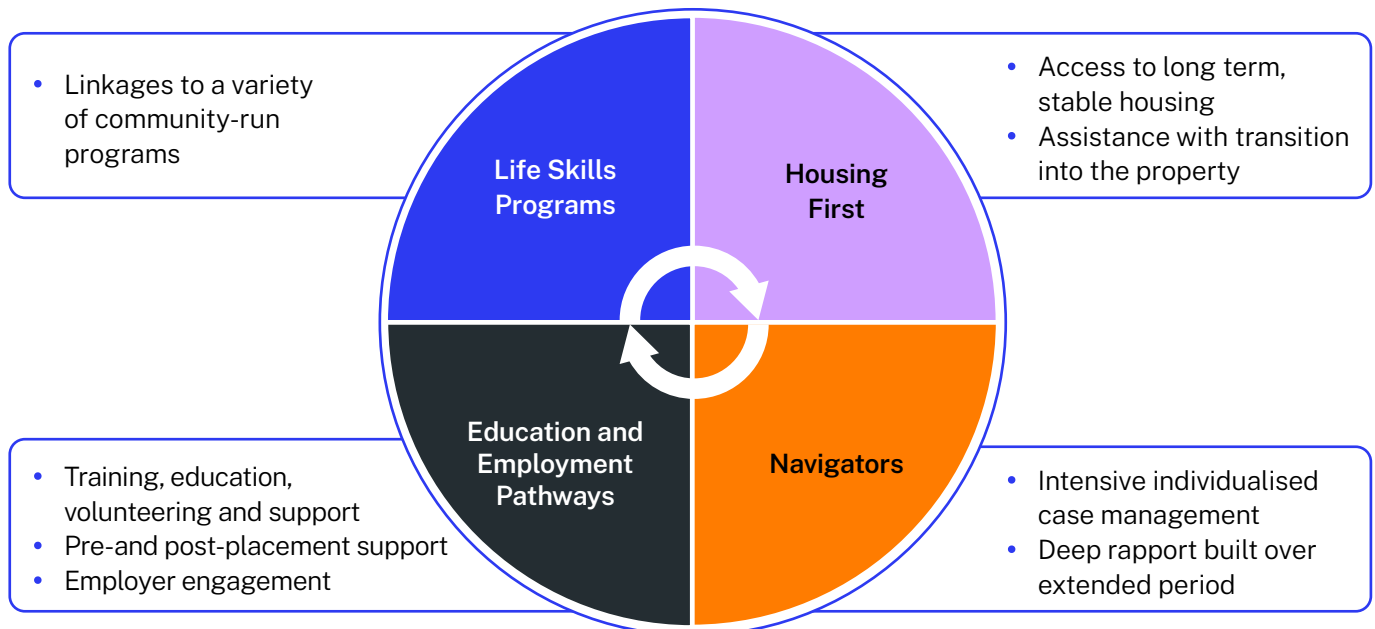 • Linkages to a variety
of community-run
programs
Life Skills
Programs
Housing
First
• Access to long term,
stable housing
• Assistance with transition
into the property
• Training, education,
volunteering and support
• Pre-and post-placement support
• Employer engagement
Education and
Employment
Pathways
Navigators
• Intensive individualised
case management
• Deep rapport built over
extended period